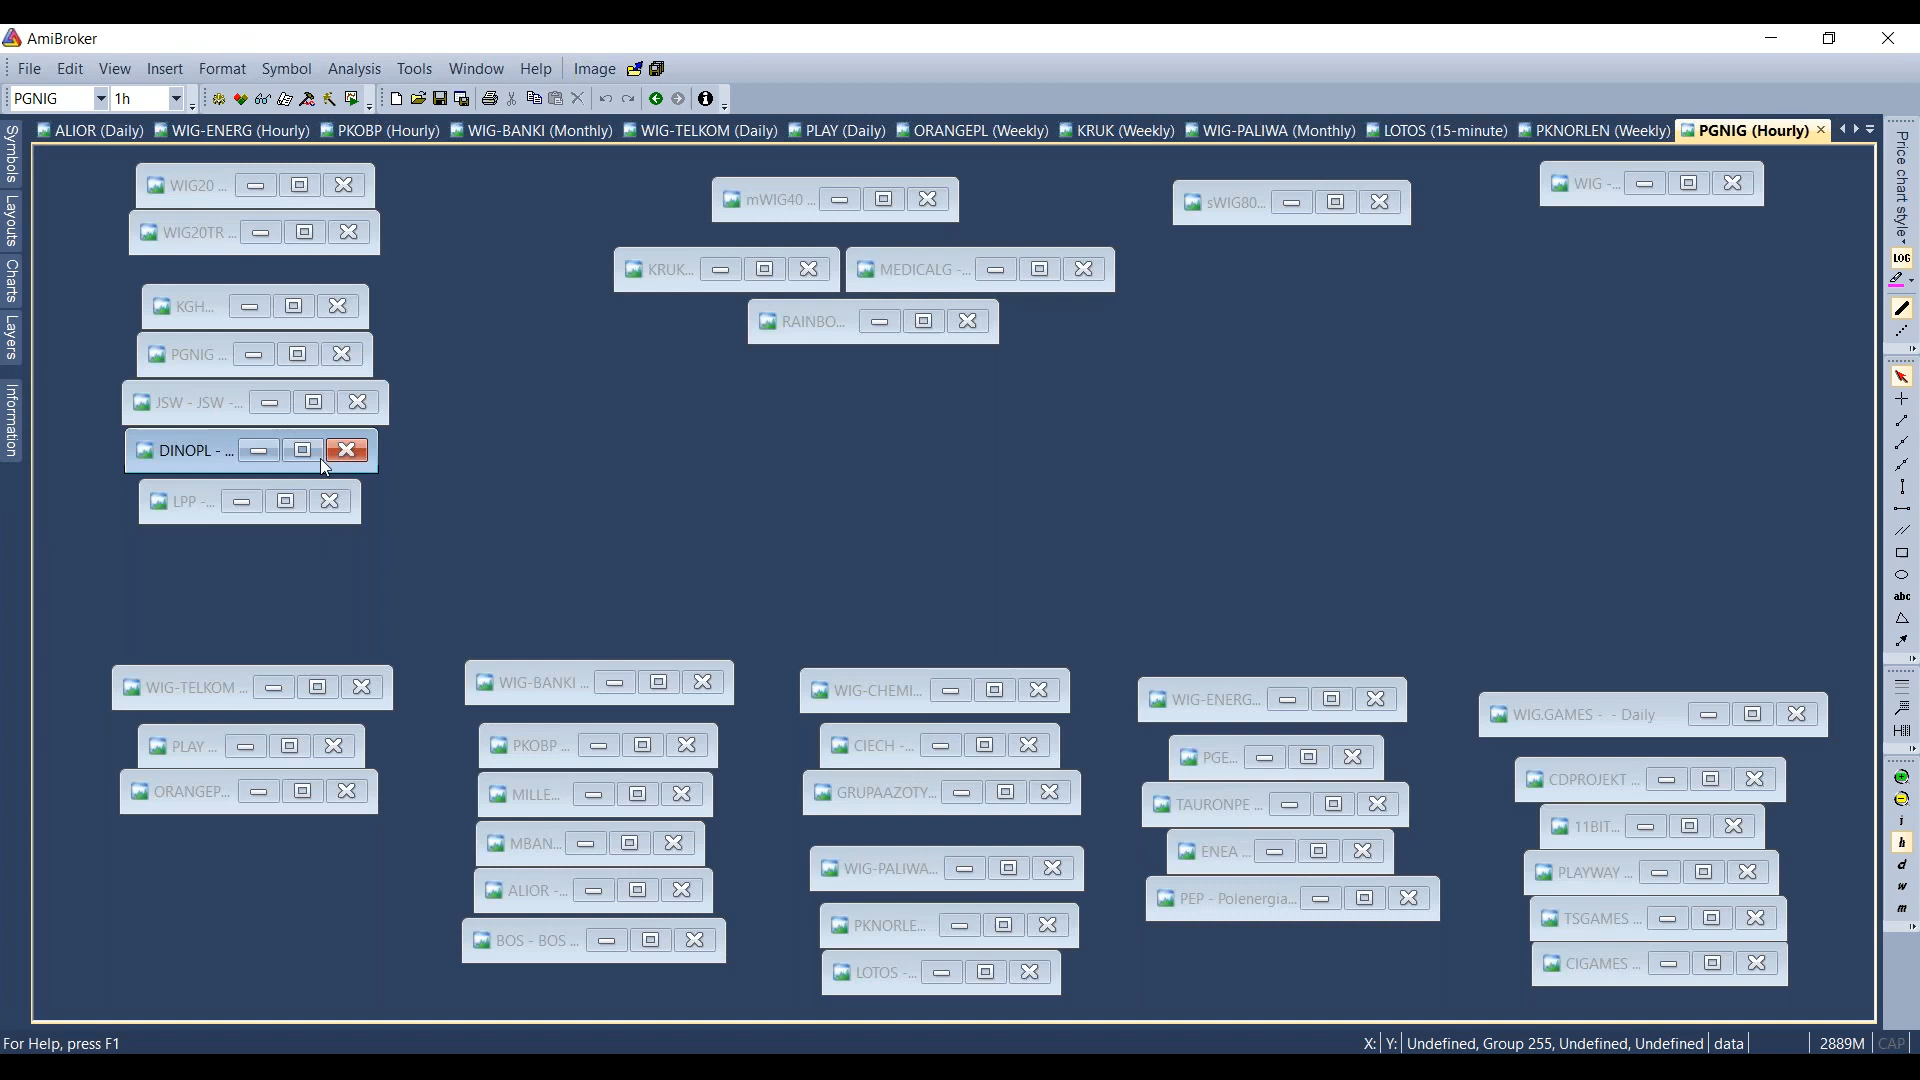 AmiBroker
File Edit View Insert Format Symbol Analysis Tools Window Help Image
PGNIG 1h
ALIOR (Daily) WIG-ENERG (Hourly) PKOBP (Hourly) WIG-BANKI (Monthly) WIG-TELKOM (Daily) PLAY (Daily) ORANGEPL (Weekly) KRUK (Weekly) WIG-PALIWA (Monthly) LOTOS (15-minute) PKNORLEN (Weekly) PGNIG (Hourly)
Symbols
Layouts
Charts
Layers
Information
WIG20 ...
mWIG40 ...
sWIG80...
WIG -...
WIG20TR ...
KRUK...
MEDICALG -...
KGH...
RAINBO...
PGNIG ...
JSW - JSW -...
DINOPL - ...
LPP -...
WIG-TELKOM ...
PLAY ...
ORANGEP...
WIG-BANKI ...
PKOBP ...
MILLE...
MBAN...
ALIOR -...
BOS - BOS ...
WIG-CHEMI...
CIECH -...
GRUPAAZOTY...
WIG-PALIWA...
PKNORLE...
LOTOS -...
WIG-ENERG...
PGE...
TAURONPE ...
ENEA ...
PEP - Polenergia...
WIG.GAMES - - Daily
CDPROJEKT ...
11BIT...
PLAYWAY ...
TSGAMES ...
CIGAMES ...
Price chart style
LOG
abc
i
h
d
w
m
For Help, press F1
X: Y: Undefined, Group 255, Undefined, Undefined data 2889M CAP